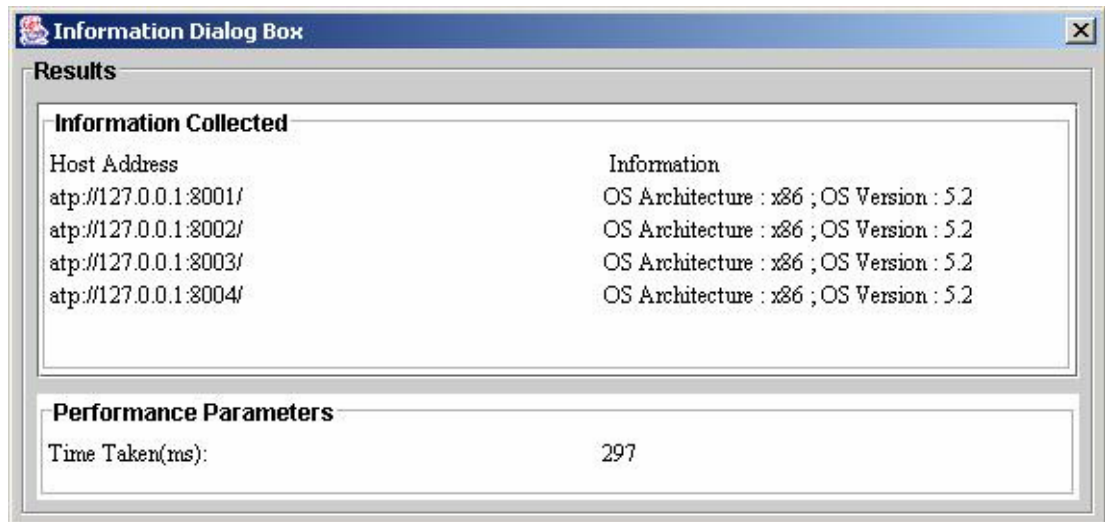 Information Dialog Box
Results
Information Collected
Host Address Information
atp://127.0.0.1:8001/ OS Architecture : x86 ; OS Version : 5.2
atp://127.0.0.1:8002/ OS Architecture : x86 ; OS Version : 5.2
atp://127.0.0.1:8003/ OS Architecture : x86 ; OS Version : 5.2
atp://127.0.0.1:8004/ OS Architecture : x86 ; OS Version : 5.2
Performance Parameters
Time Taken(ms): 297